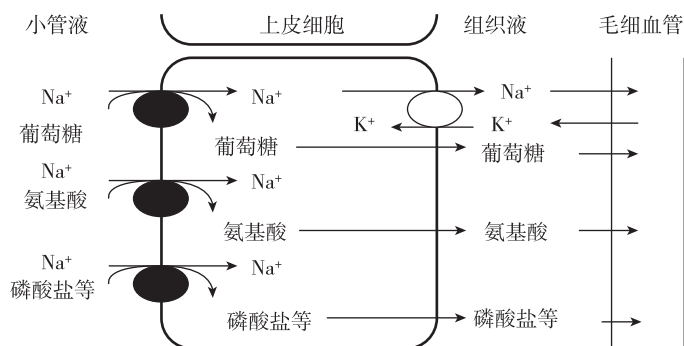 小管液 上皮细胞 组织液 毛细血管
Na⁺ Na⁺ Na⁺
K⁺ K⁺
葡萄糖 葡萄糖 葡萄糖
Na⁺ Na⁺
氨基酸 氨基酸 氨基酸
Na⁺ Na⁺
磷酸盐等 磷酸盐等 磷酸盐等